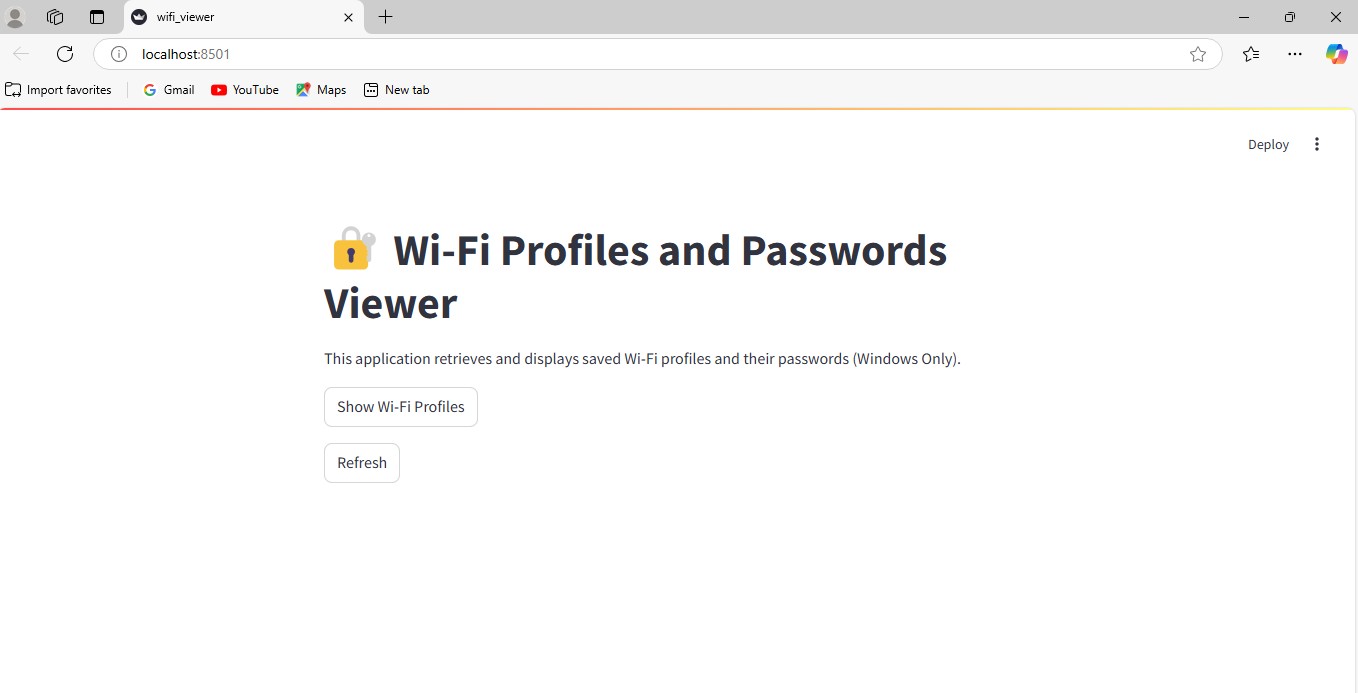 wifi_viewer
localhost:8501
Import favorites
Gmail
YouTube
Maps
New tab
Deploy
Wi-Fi Profiles and Passwords
Viewer
This application retrieves and displays saved Wi-Fi profiles and their passwords (Windows Only).
Show Wi-Fi Profiles
Refresh